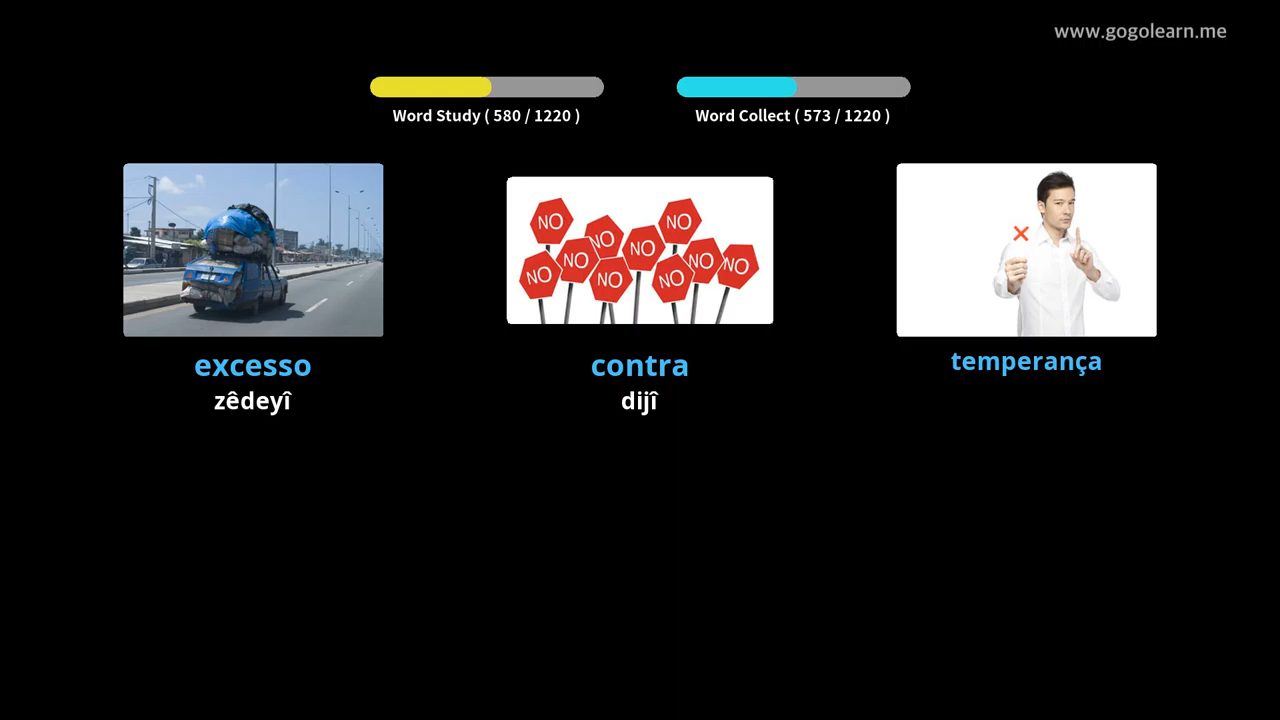 www.gogolearn.me
Word Study ( 580 / 1220 )
Word Collect ( 573 / 1220 )
NO
NO
NO
NO
NO
NO
NO
NO
NO
NO
excesso
contra
temperança
zêdeyî
dijî